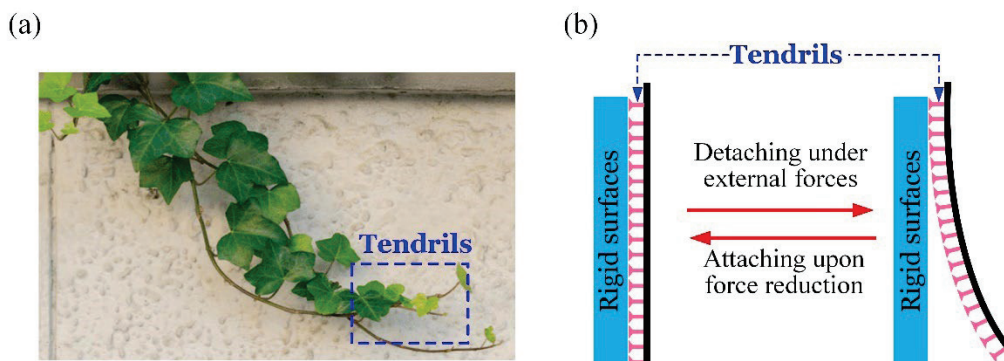 (a)
Tendrils
(b)
Tendrils
Rigid surfaces
Detaching under
external forces
Attaching upon
force reduction
Rigid surfaces